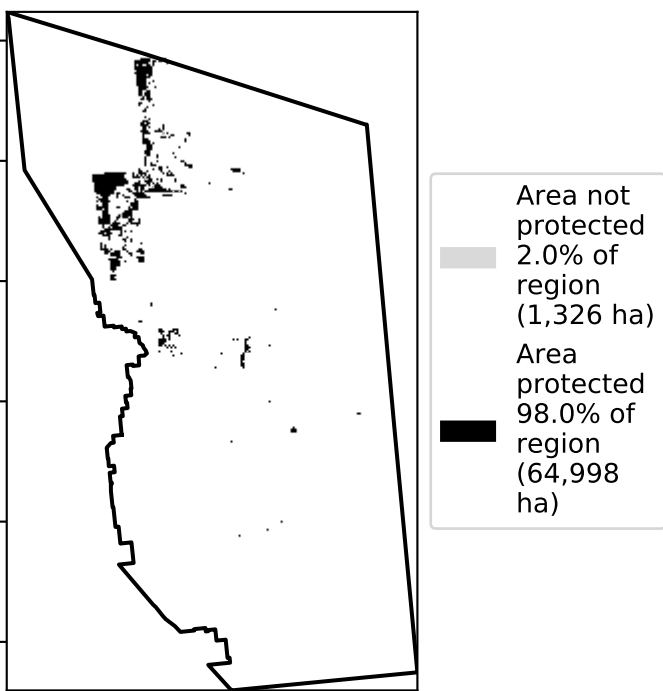 Area not
protected
2.0% of
region
(1,326 ha)
Area
protected
98.0% of
region
(64,998
ha)